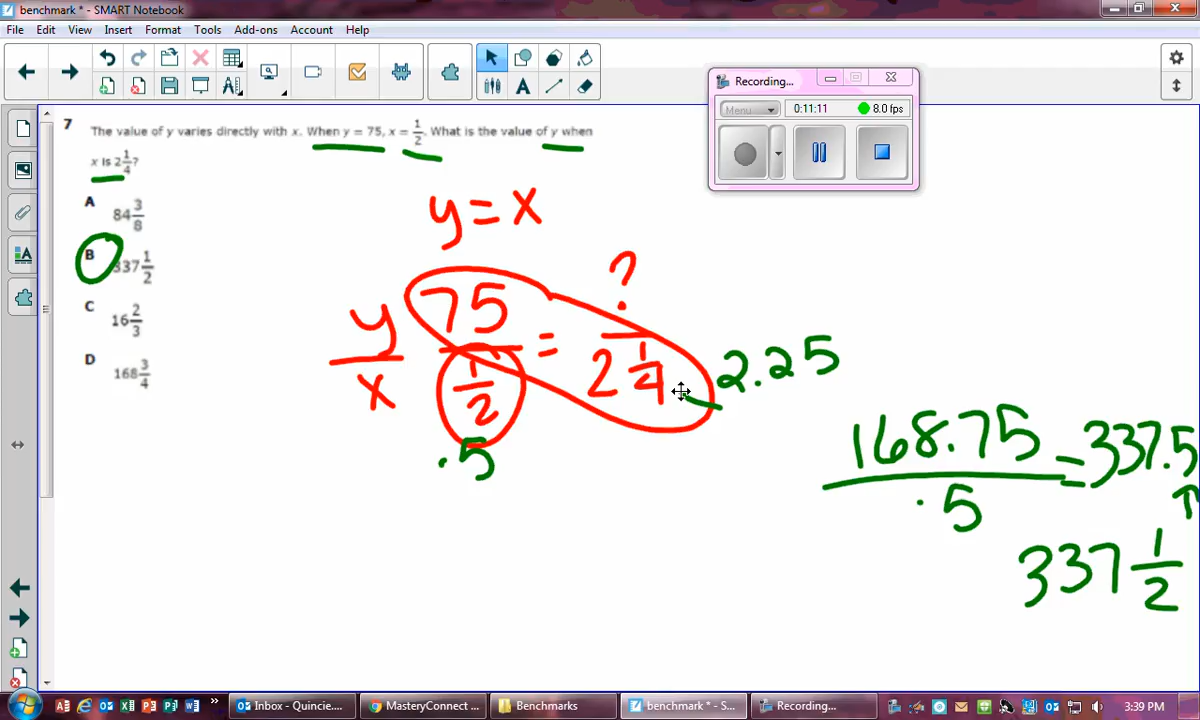 benchmark * - SMART Notebook
File Edit View Insert Format Tools Add-ons Account Help
Recording...
Menu
0:11:11
8.0 fps
7 The value of y varies directly with x. When y = 75, x = 1/2. What is the value of y when
x is 2 1/4?
A 84 3/8
B 337 1/2
C 16 2/3
D 168 3/4
y = x
y/x 75/(1/2) = ?/(2 1/4)
.5
2.25
168.75/.5 = 337.5
337 1/2
Inbox - Quincie....
MasteryConnect ...
Benchmarks
benchmark * - S...
Recording...
3:39 PM